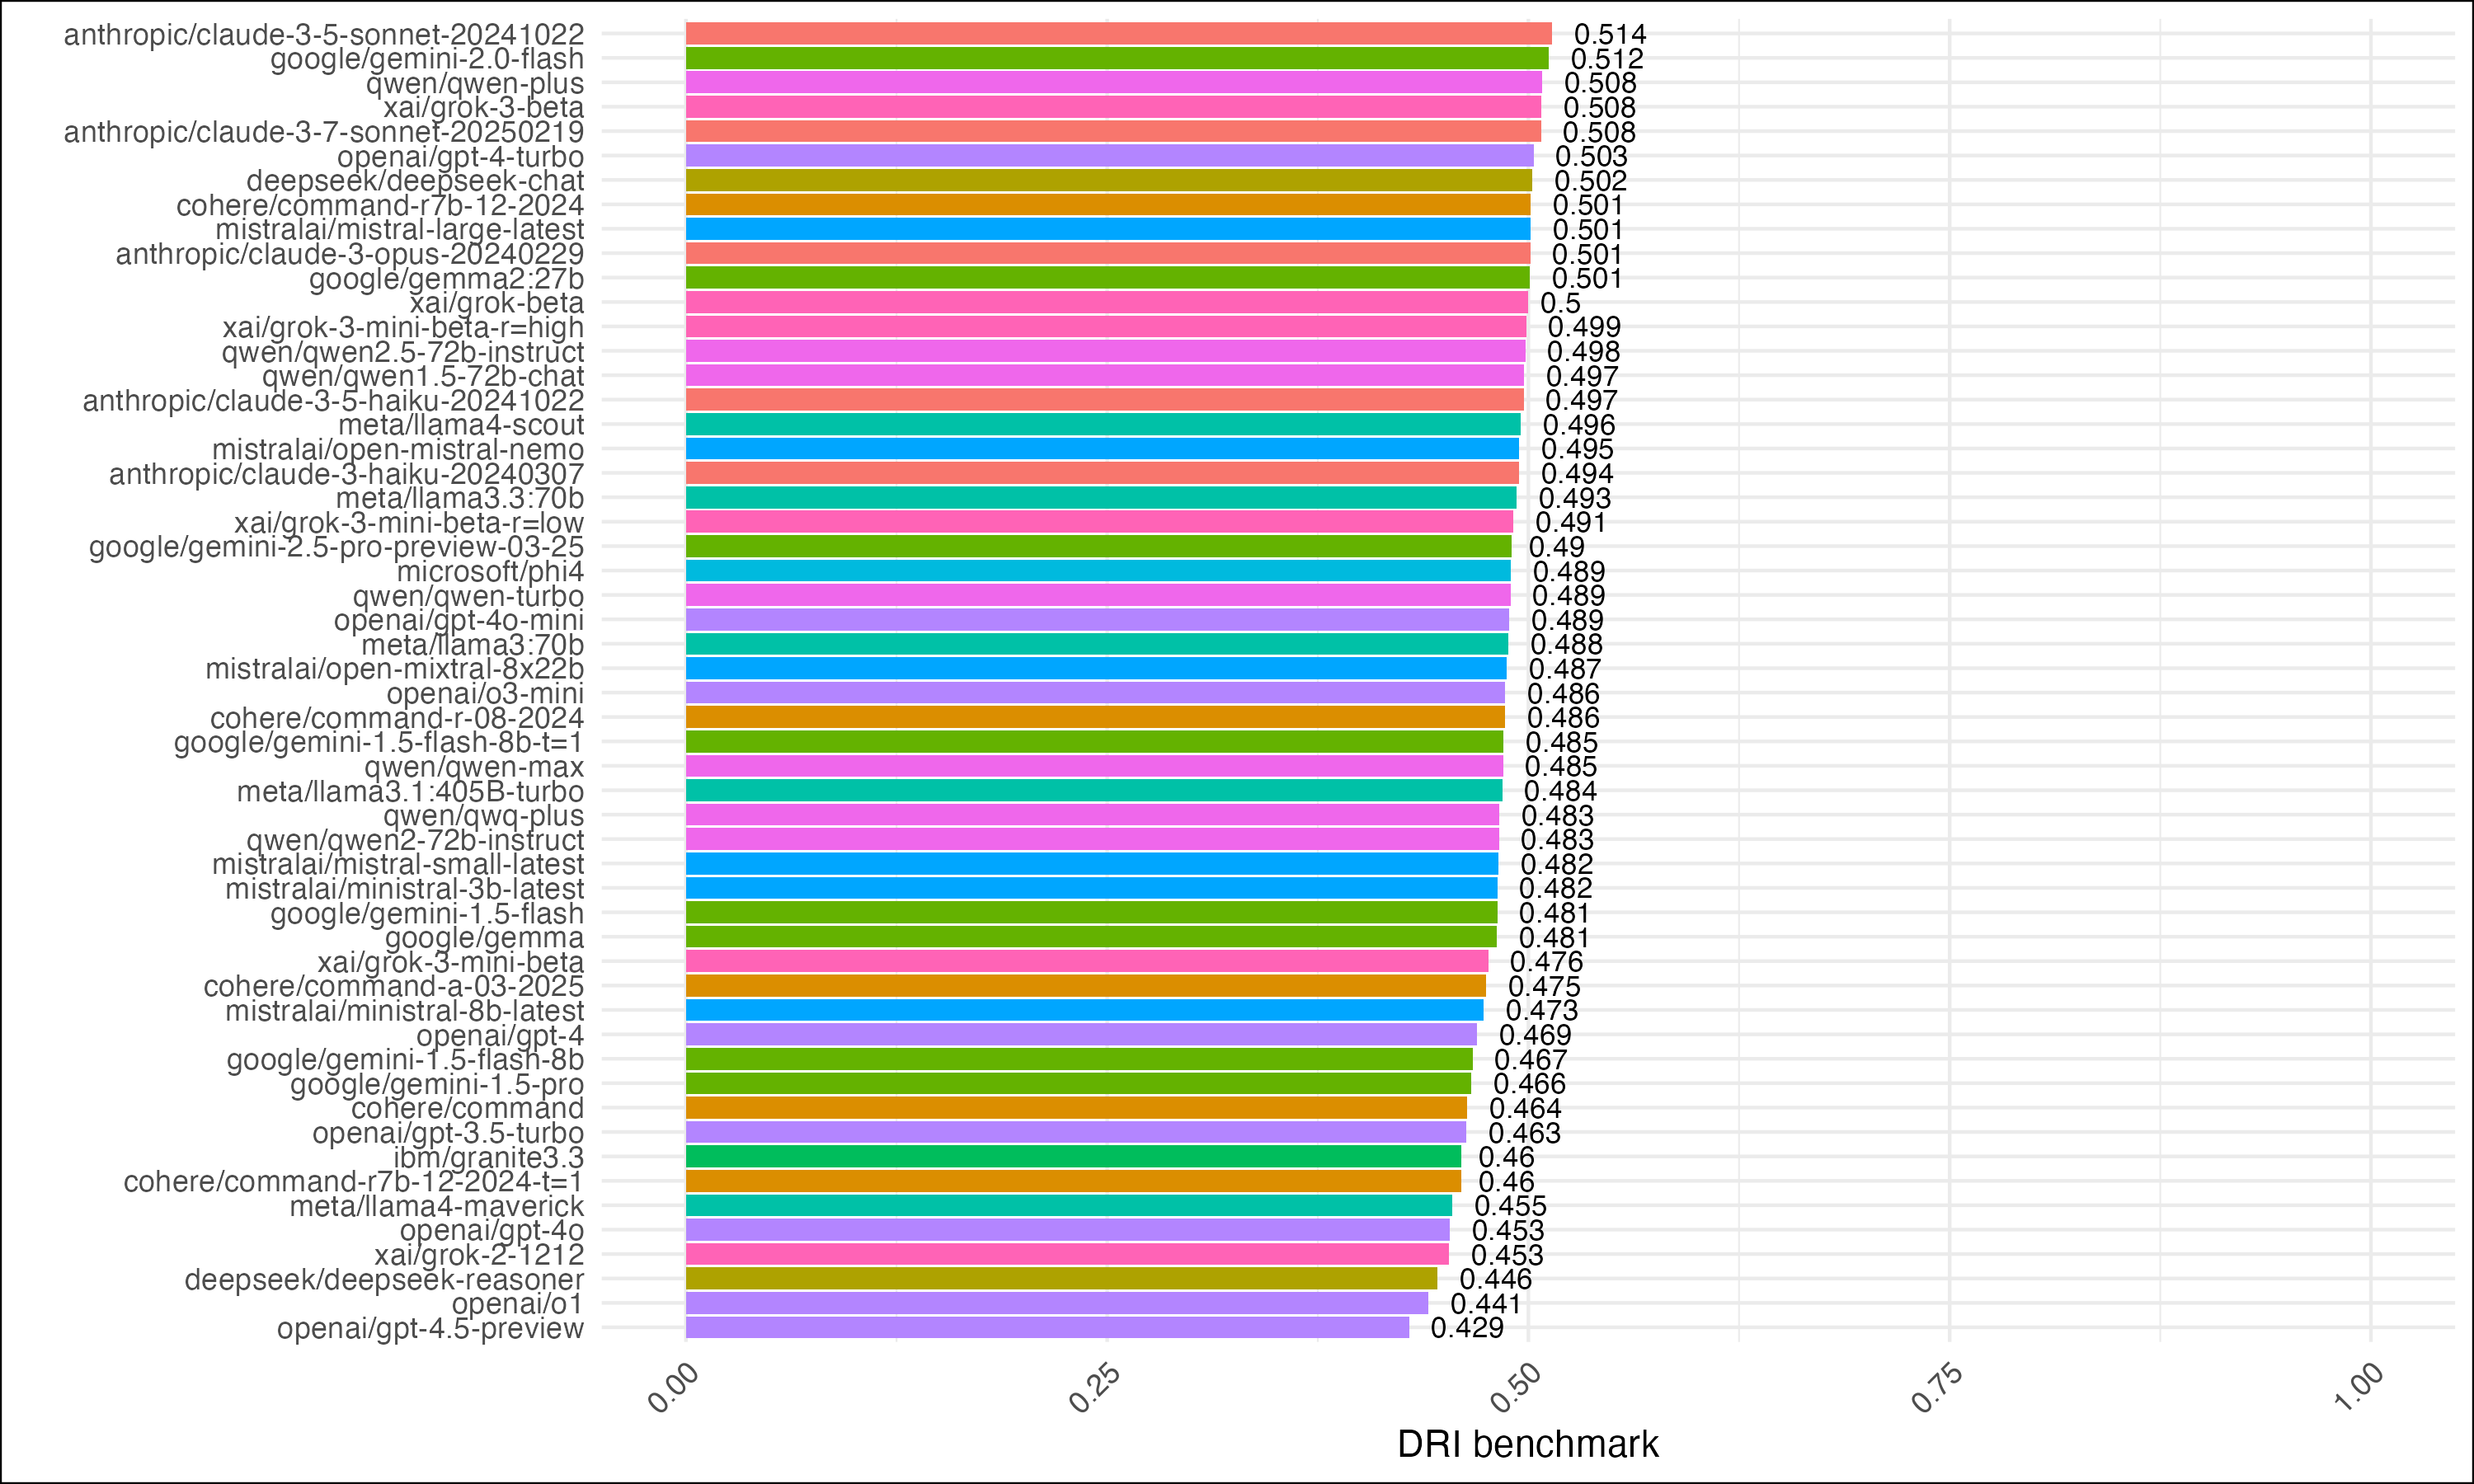 anthropic/claude-3-5-sonnet-20241022 0.514
google/gemini-2.0-flash 0.512
qwen/qwen-plus 0.508
xai/grok-3-beta 0.508
anthropic/claude-3-7-sonnet-20250219 0.508
openai/gpt-4-turbo 0.503
deepseek/deepseek-chat 0.502
cohere/command-r7b-12-2024 0.501
mistralai/mistral-large-latest 0.501
anthropic/claude-3-opus-20240229 0.501
google/gemma2:27b 0.501
xai/grok-beta 0.5
xai/grok-3-mini-beta-r=high 0.499
qwen/qwen2.5-72b-instruct 0.498
qwen/qwen1.5-72b-chat 0.497
anthropic/claude-3-5-haiku-20241022 0.497
meta/llama4-scout 0.496
mistralai/open-mistral-nemo 0.495
anthropic/claude-3-haiku-20240307 0.494
meta/llama3.3:70b 0.493
xai/grok-3-mini-beta-r=low 0.491
google/gemini-2.5-pro-preview-03-25 0.49
microsoft/phi4 0.489
qwen/qwen-turbo 0.489
openai/gpt-4o-mini 0.489
meta/llama3:70b 0.488
mistralai/open-mixtral-8x22b 0.487
openai/o3-mini 0.486
cohere/command-r-08-2024 0.486
google/gemini-1.5-flash-8b-t=1 0.485
qwen/qwen-max 0.485
meta/llama3.1:405B-turbo 0.484
qwen/qwq-plus 0.483
qwen/qwen2-72b-instruct 0.483
mistralai/mistral-small-latest 0.482
mistralai/ministral-3b-latest 0.482
google/gemini-1.5-flash 0.481
google/gemma 0.481
xai/grok-3-mini-beta 0.476
cohere/command-a-03-2025 0.475
mistralai/ministral-8b-latest 0.473
openai/gpt-4 0.469
google/gemini-1.5-flash-8b 0.467
google/gemini-1.5-pro 0.466
cohere/command 0.464
openai/gpt-3.5-turbo 0.463
ibm/granite3.3 0.46
cohere/command-r7b-12-2024-t=1 0.46
meta/llama4-maverick 0.455
openai/gpt-4o 0.453
xai/grok-2-1212 0.453
deepseek/deepseek-reasoner 0.446
openai/o1 0.441
openai/gpt-4.5-preview 0.429
0.00 0.25 0.50 0.75 1.00
DRI benchmark